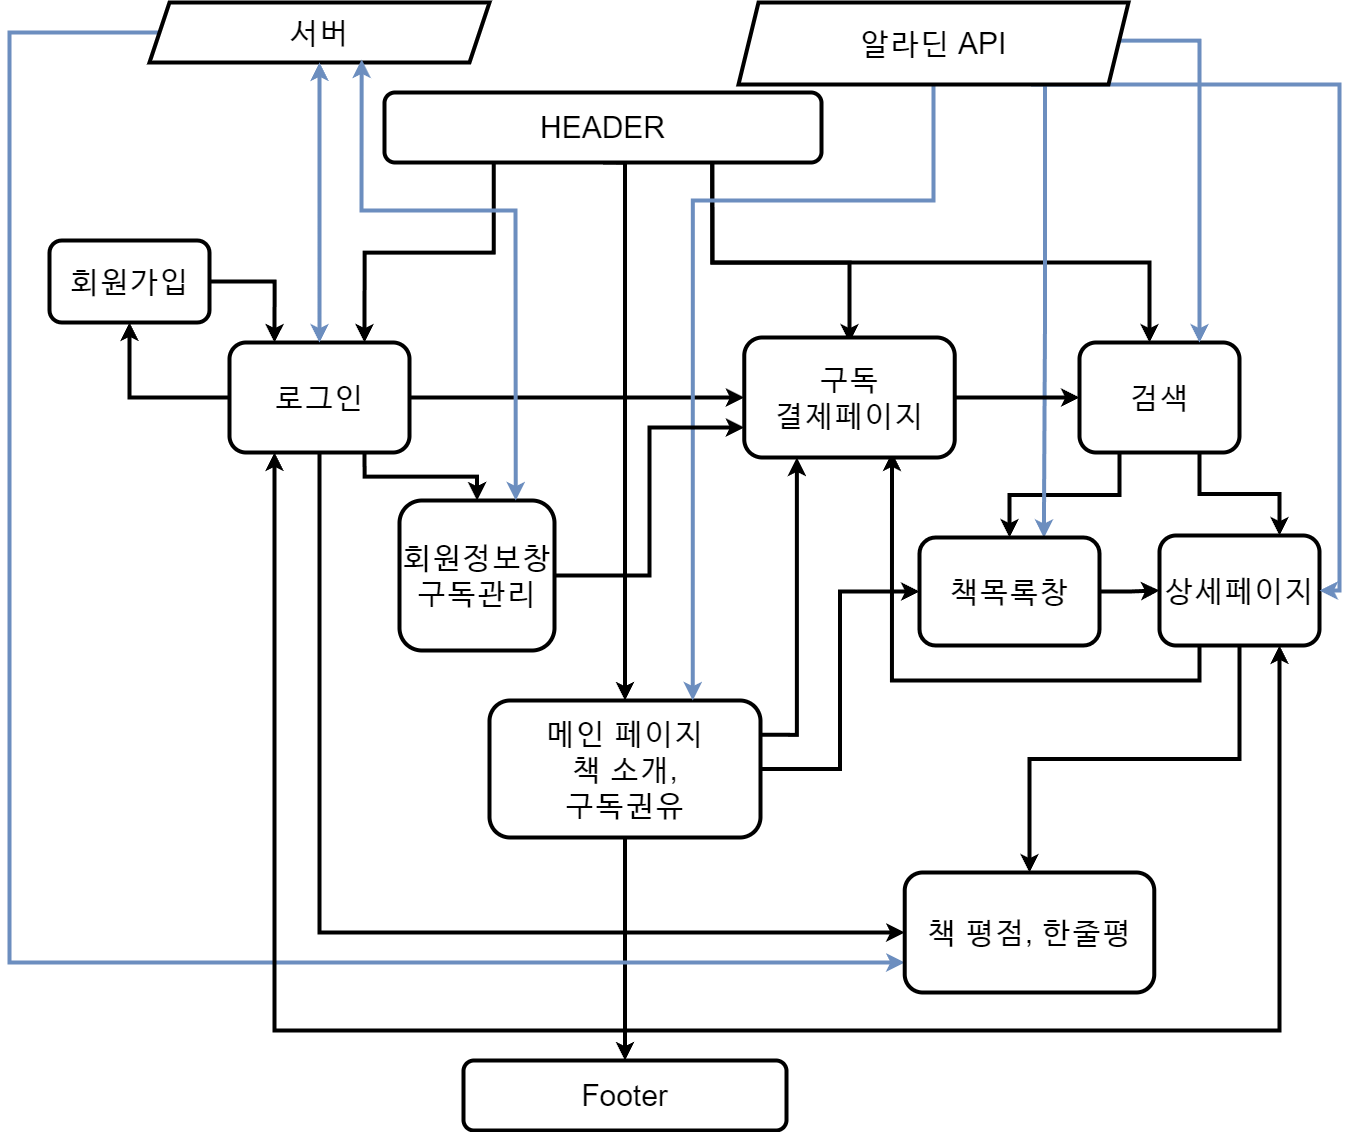 서버
알라딘 API
HEADER
회원가입
로그인
구독
결제페이지
검색
회원정보창
구독관리
책목록창
상세페이지
메인 페이지
책 소개,
구독권유
책 평점, 한줄평
Footer